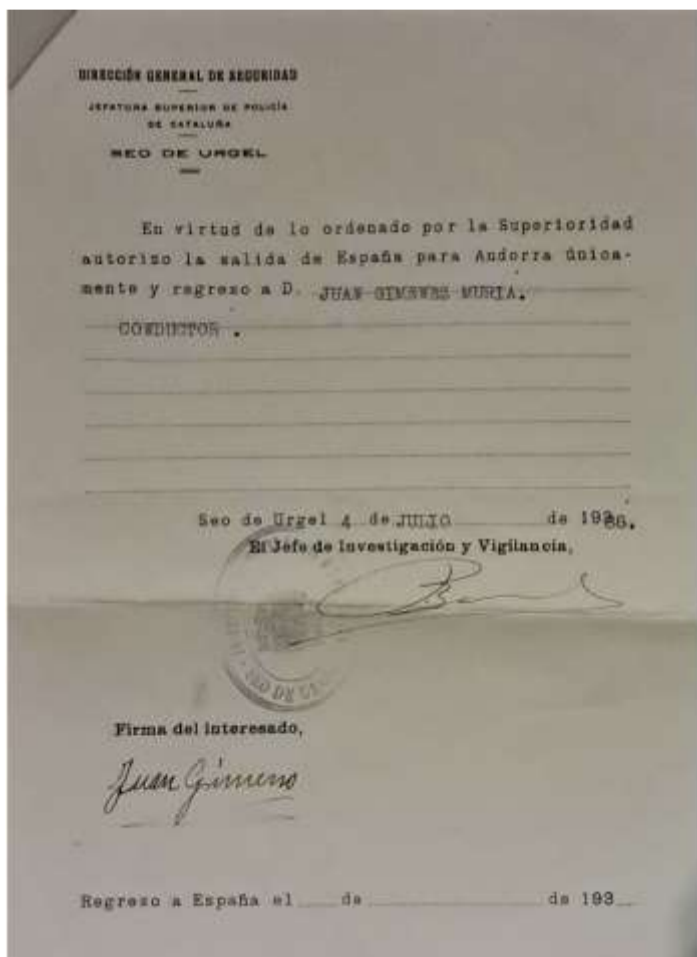 DIRECCIÓN GENERAL DE SEGURIDAD
JEFATURA SUPERIOR DE POLICÍA
DE CATALUÑA
SEO DE URGEL
En virtud de lo ordenado por la Superioridad
autorizo la salida de España para Andorra única-
mente y regreso a D. JUAN GIMENES MURIA.
CONDUCTOR .
Seo de Urgel 4 de JULIO de 1936.
El Jefe de Investigación y Vigilancia,
SEO DE
Firma del interesado,
Juan Gimeno
Regreso a España el de de 193